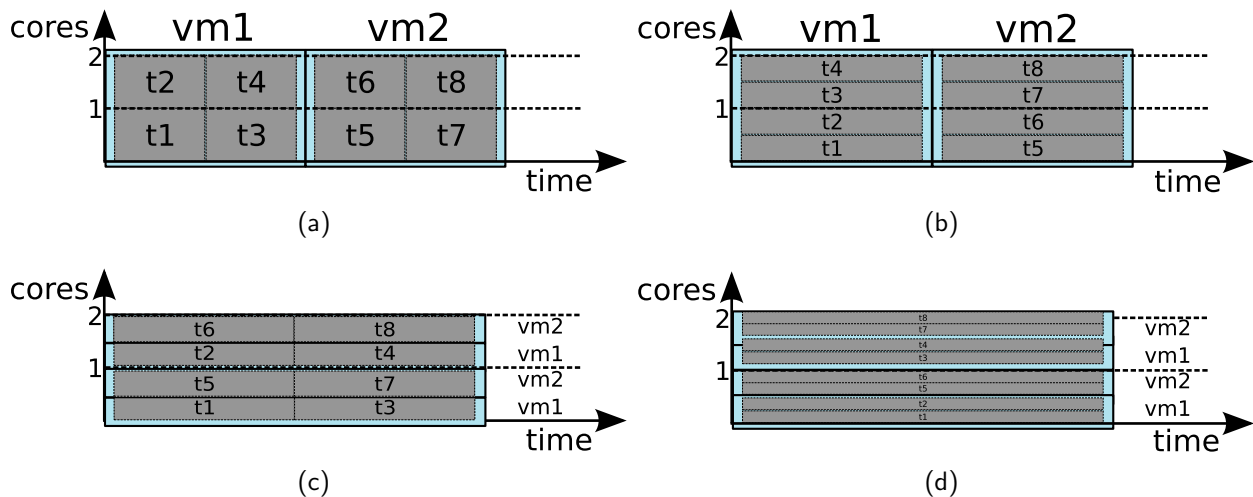 cores vm1 vm2
2
t2 t4 t6 t8
1
t1 t3 t5 t7
time
(a)
cores vm1 vm2
2
t4 t8
t3 t7
1
t2 t6
t1 t5
time
(b)
cores
2
t6 t8 vm2
t2 t4 vm1
1
t5 t7 vm2
t1 t3 vm1
time
(c)
cores
2
t8
t7
vm2
t4
t3
vm1
1
t6
t5
vm2
t2
t1
vm1
time
(d)